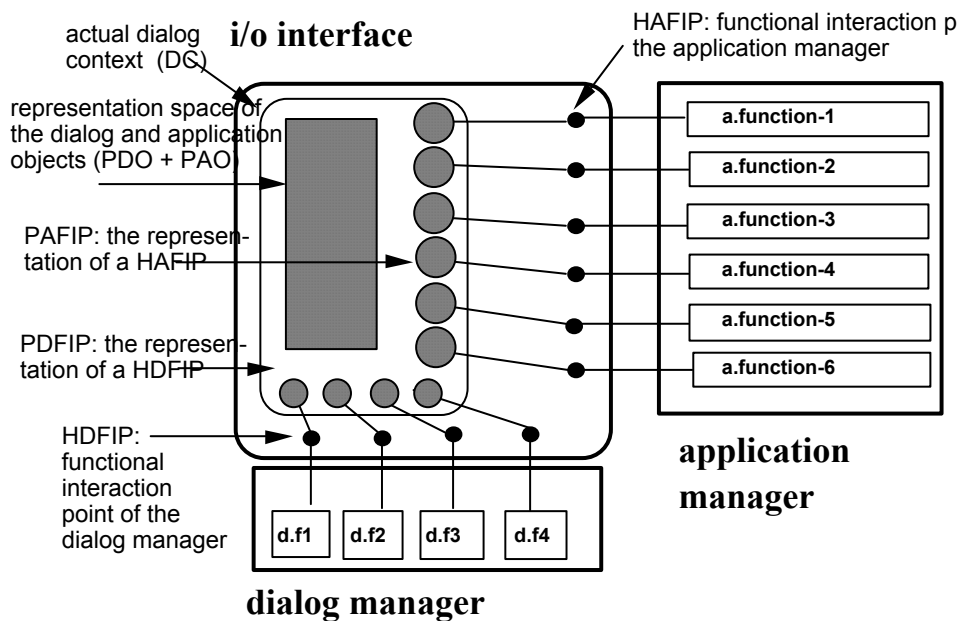 actual dialog
context (DC)
i/o interface
HAFIP: functional interaction p
the application manager
representation space of
the dialog and application
objects (PDO + PAO)
a.function-1
a.function-2
a.function-3
PAFIP: the represen-
tation of a HAFIP
a.function-4
a.function-5
PDFIP: the represen-
tation of a HDFIP
a.function-6
HDFIP:
functional
interaction
point of the
dialog manager
application
manager
d.f1
d.f2
d.f3
d.f4
dialog manager